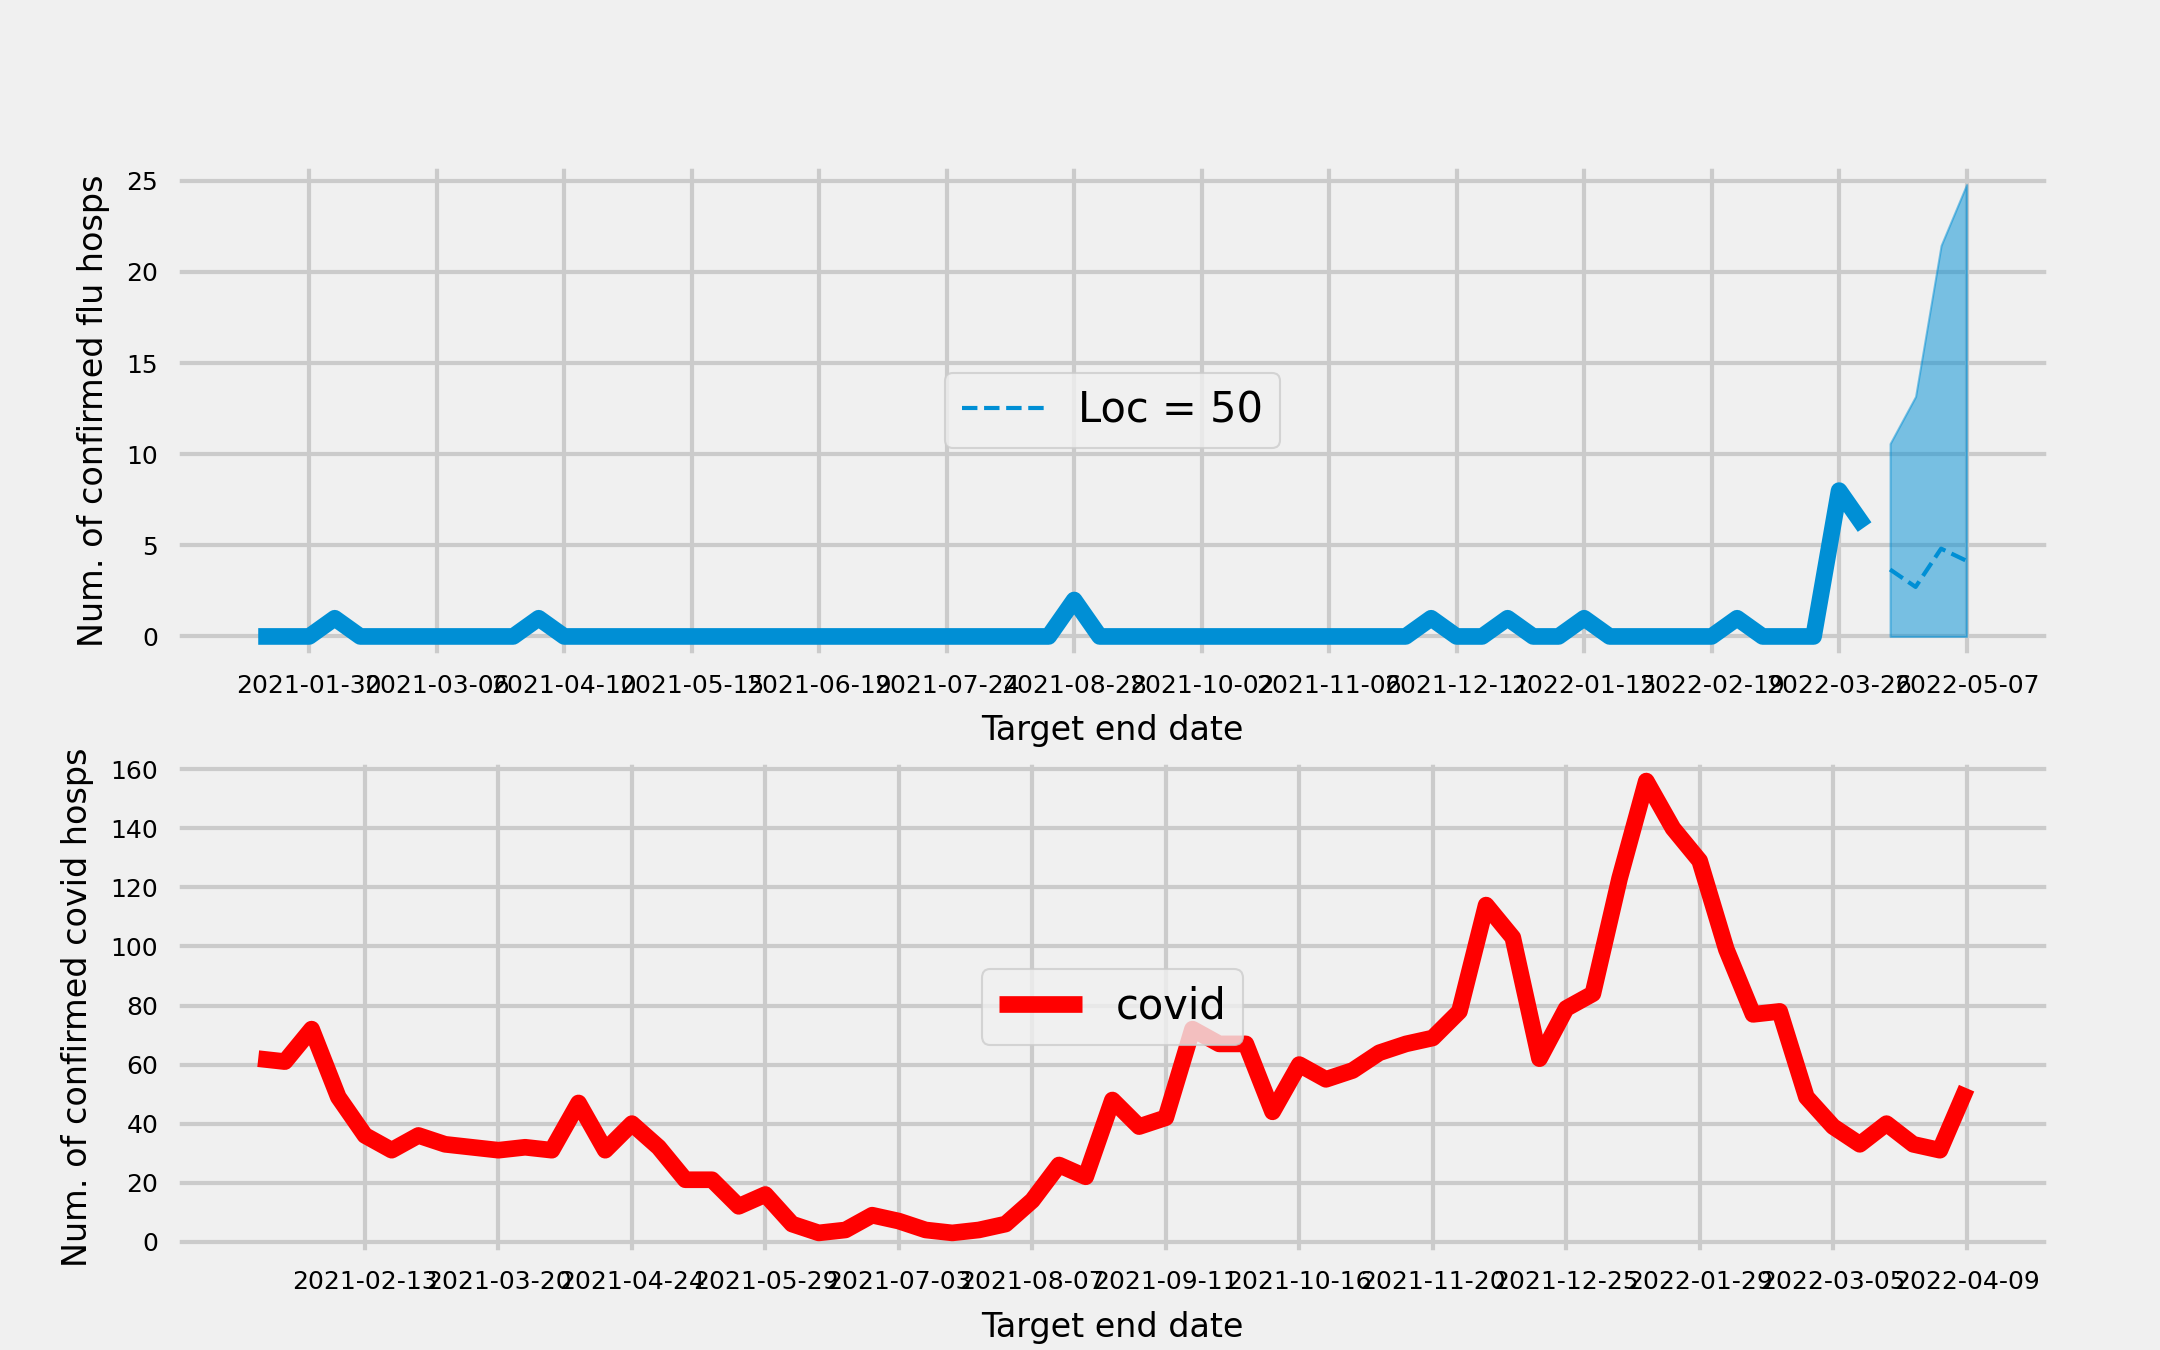 Num. of confirmed flu hosps
25
20
15
10
5
0
Loc = 50
2021-01-30 2021-03-06 2021-04-10 2021-05-15 2021-06-19 2021-07-24 2021-08-28 2021-10-02 2021-11-06 2021-12-11 2022-01-15 2022-02-19 2022-03-26 2022-05-07
Target end date
Num. of confirmed covid hosps
160
140
120
100
80
60
40
20
0
covid
2021-02-13 2021-03-20 2021-04-24 2021-05-29 2021-07-03 2021-08-07 2021-09-11 2021-10-16 2021-11-20 2021-12-25 2022-01-29 2022-03-05 2022-04-09
Target end date